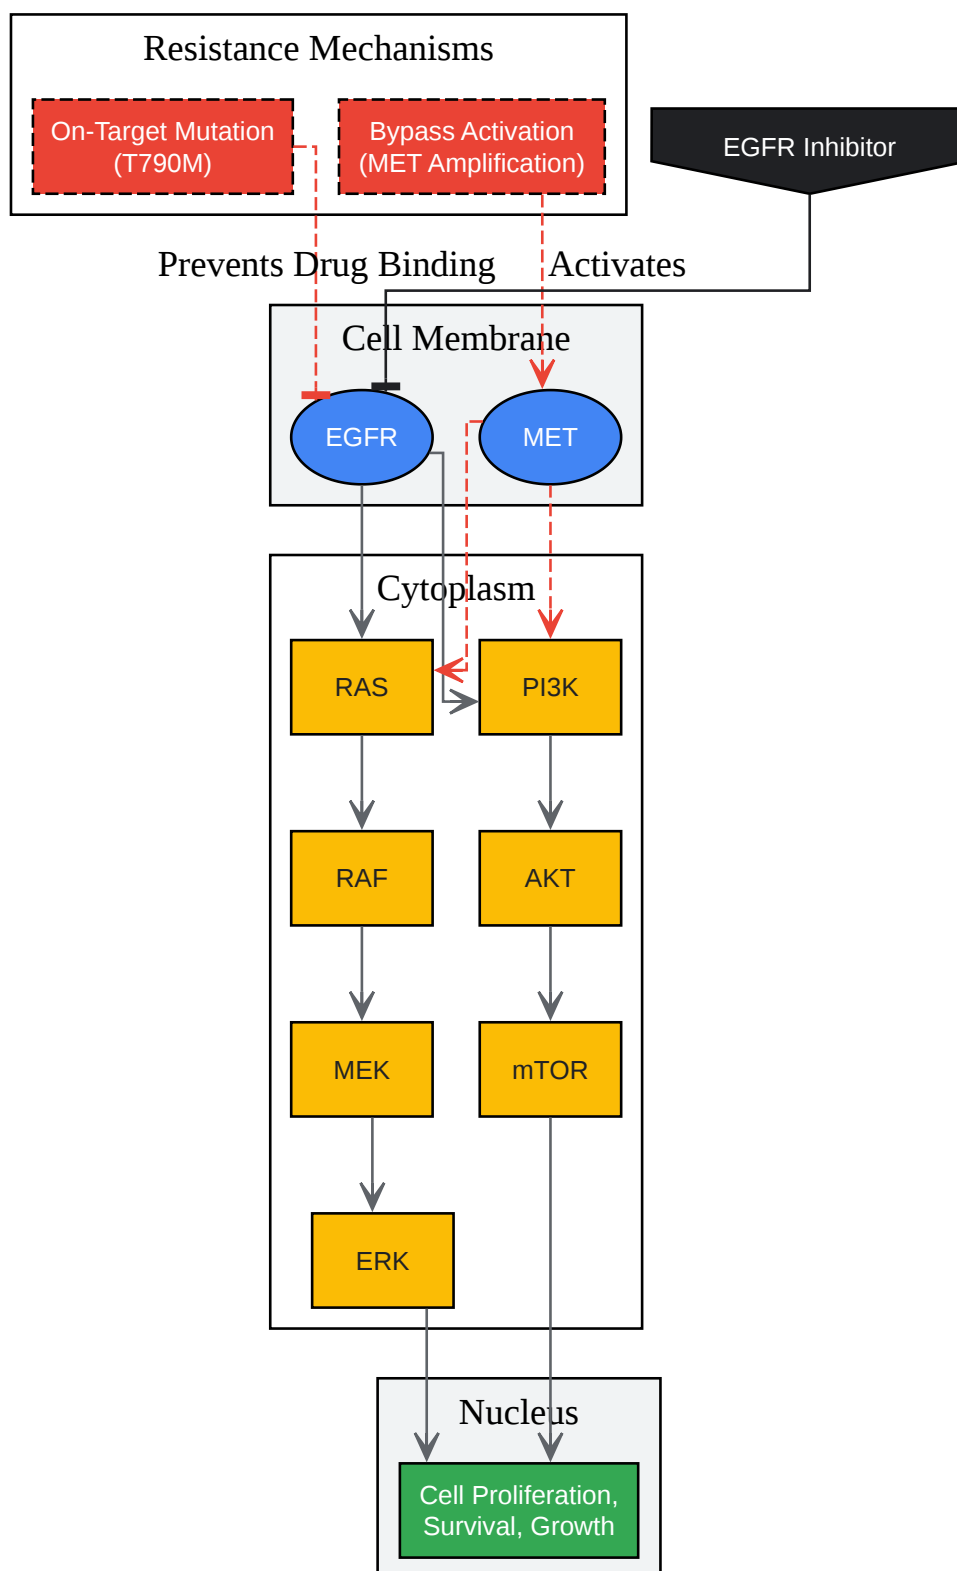 Resistance Mechanisms
On-Target Mutation
(T790M)
Bypass Activation
(MET Amplification)
EGFR Inhibitor
Prevents Drug Binding
Activates
Cell Membrane
EGFR
MET
Cytoplasm
RAS
PI3K
RAF
AKT
MEK
mTOR
ERK
Nucleus
Cell Proliferation,
Survival, Growth